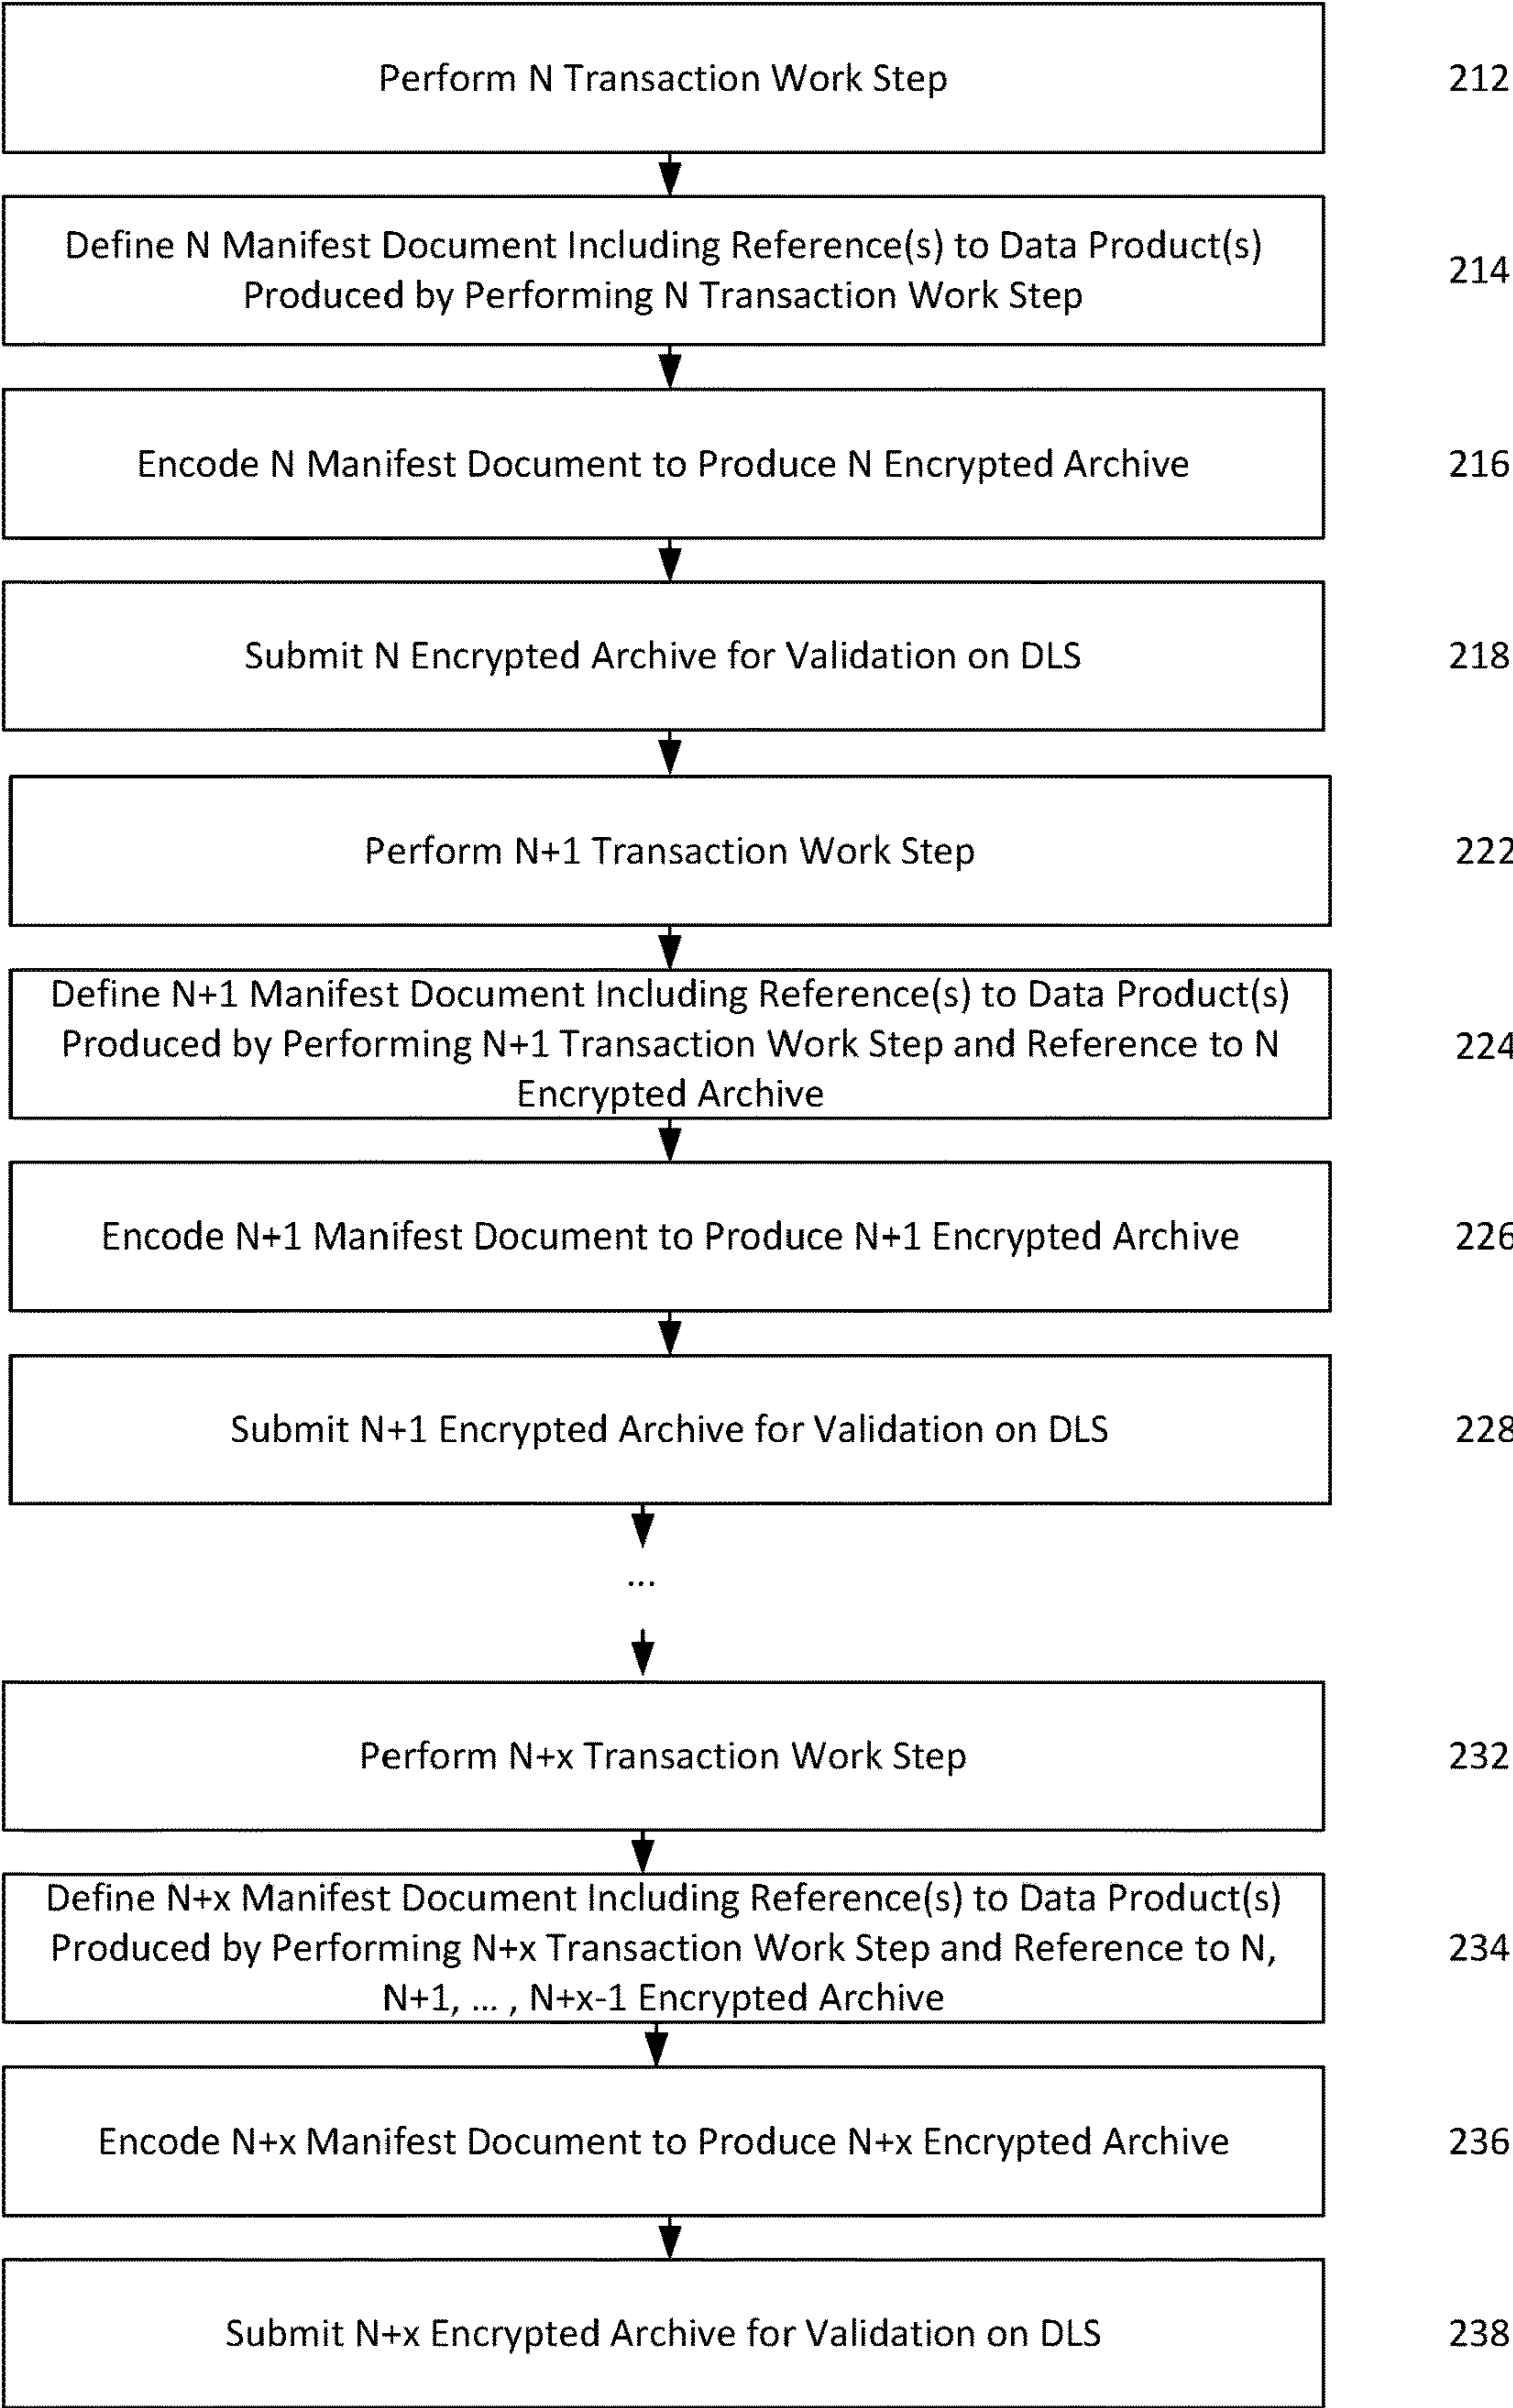 Perform N Transaction Work Step
212
Define N Manifest Document Including Reference(s) to Data Product(s)
Produced by Performing N Transaction Work Step
214
Encode N Manifest Document to Produce N Encrypted Archive
216
Submit N Encrypted Archive for Validation on DLS
218
Perform N+1 Transaction Work Step
222
Define N+1 Manifest Document Including Reference(s) to Data Product(s)
Produced by Performing N+1 Transaction Work Step and Reference to N
Encrypted Archive
224
Encode N+1 Manifest Document to Produce N+1 Encrypted Archive
226
Submit N+1 Encrypted Archive for Validation on DLS
228
...
Perform N+x Transaction Work Step
232
Define N+x Manifest Document Including Reference(s) to Data Product(s)
Produced by Performing N+x Transaction Work Step and Reference to N,
N+1, ... , N+x-1 Encrypted Archive
234
Encode N+x Manifest Document to Produce N+x Encrypted Archive
236
Submit N+x Encrypted Archive for Validation on DLS
238